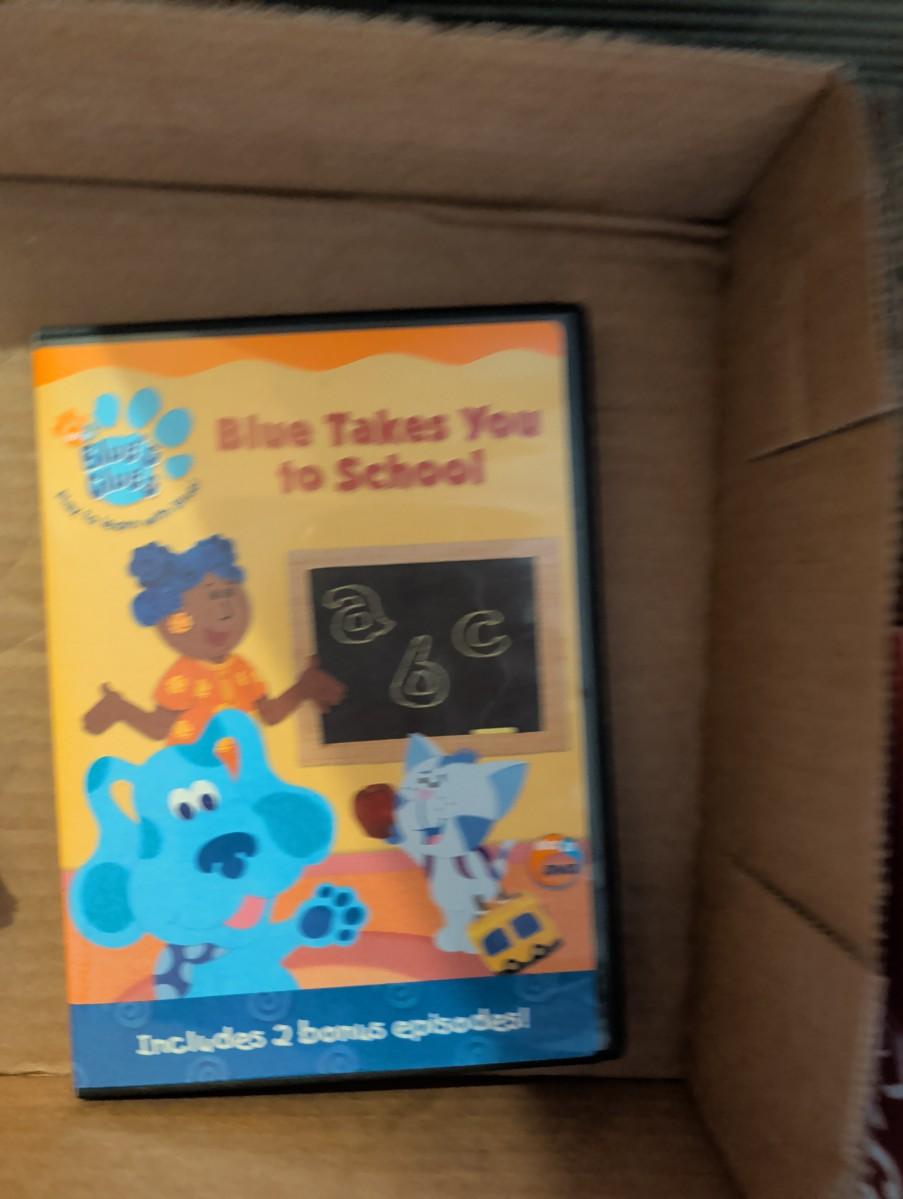 Blue Takes You
to School
Blue's
Clues
a
b
c
Includes 2 bonus episodes!